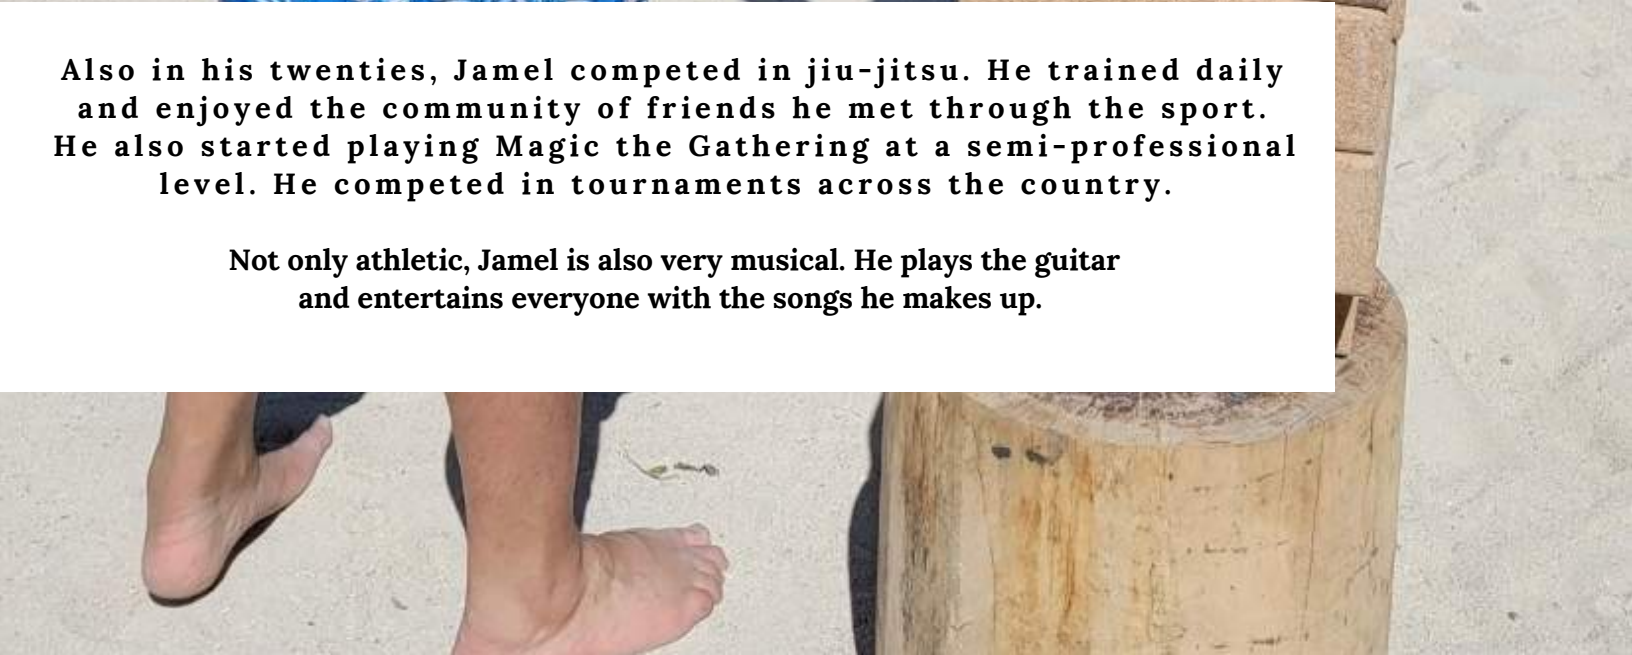 Also in his twenties, Jamel competed in jiu-jitsu. He trained daily
and enjoyed the community of friends he met through the sport.
He also started playing Magic the Gathering at a semi-professional
level. He competed in tournaments across the country.
Not only athletic, Jamel is also very musical. He plays the guitar
and entertains everyone with the songs he makes up.